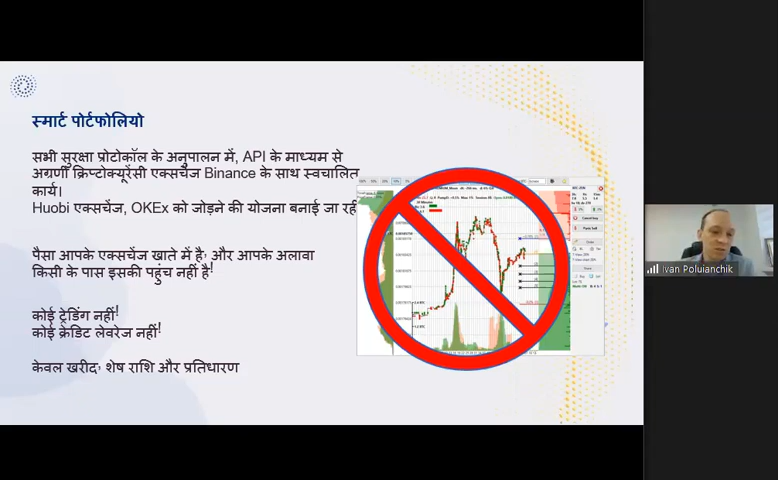 स्मार्ट पोर्टफोलियो
सभी सुरक्षा प्रोटोकॉल के अनुपालन में, API के माध्यम से
अग्रणी क्रिप्टोक्यूरेंसी एक्सचेंज Binance के साथ स्वचालित
कार्य।
Huobi एक्सचेंज, OKEx को जोड़ने की योजना बनाई जा रही
पैसा आपके एक्सचेंज खाते में है, और आपके अलावा
किसी के पास इसकी पहुंच नहीं है!
कोई ट्रेडिंग नहीं!
कोई क्रेडिट लेवरेज नहीं!
केवल खरीद, शेष राशि और प्रतिधारण
Ivan Poluianchik